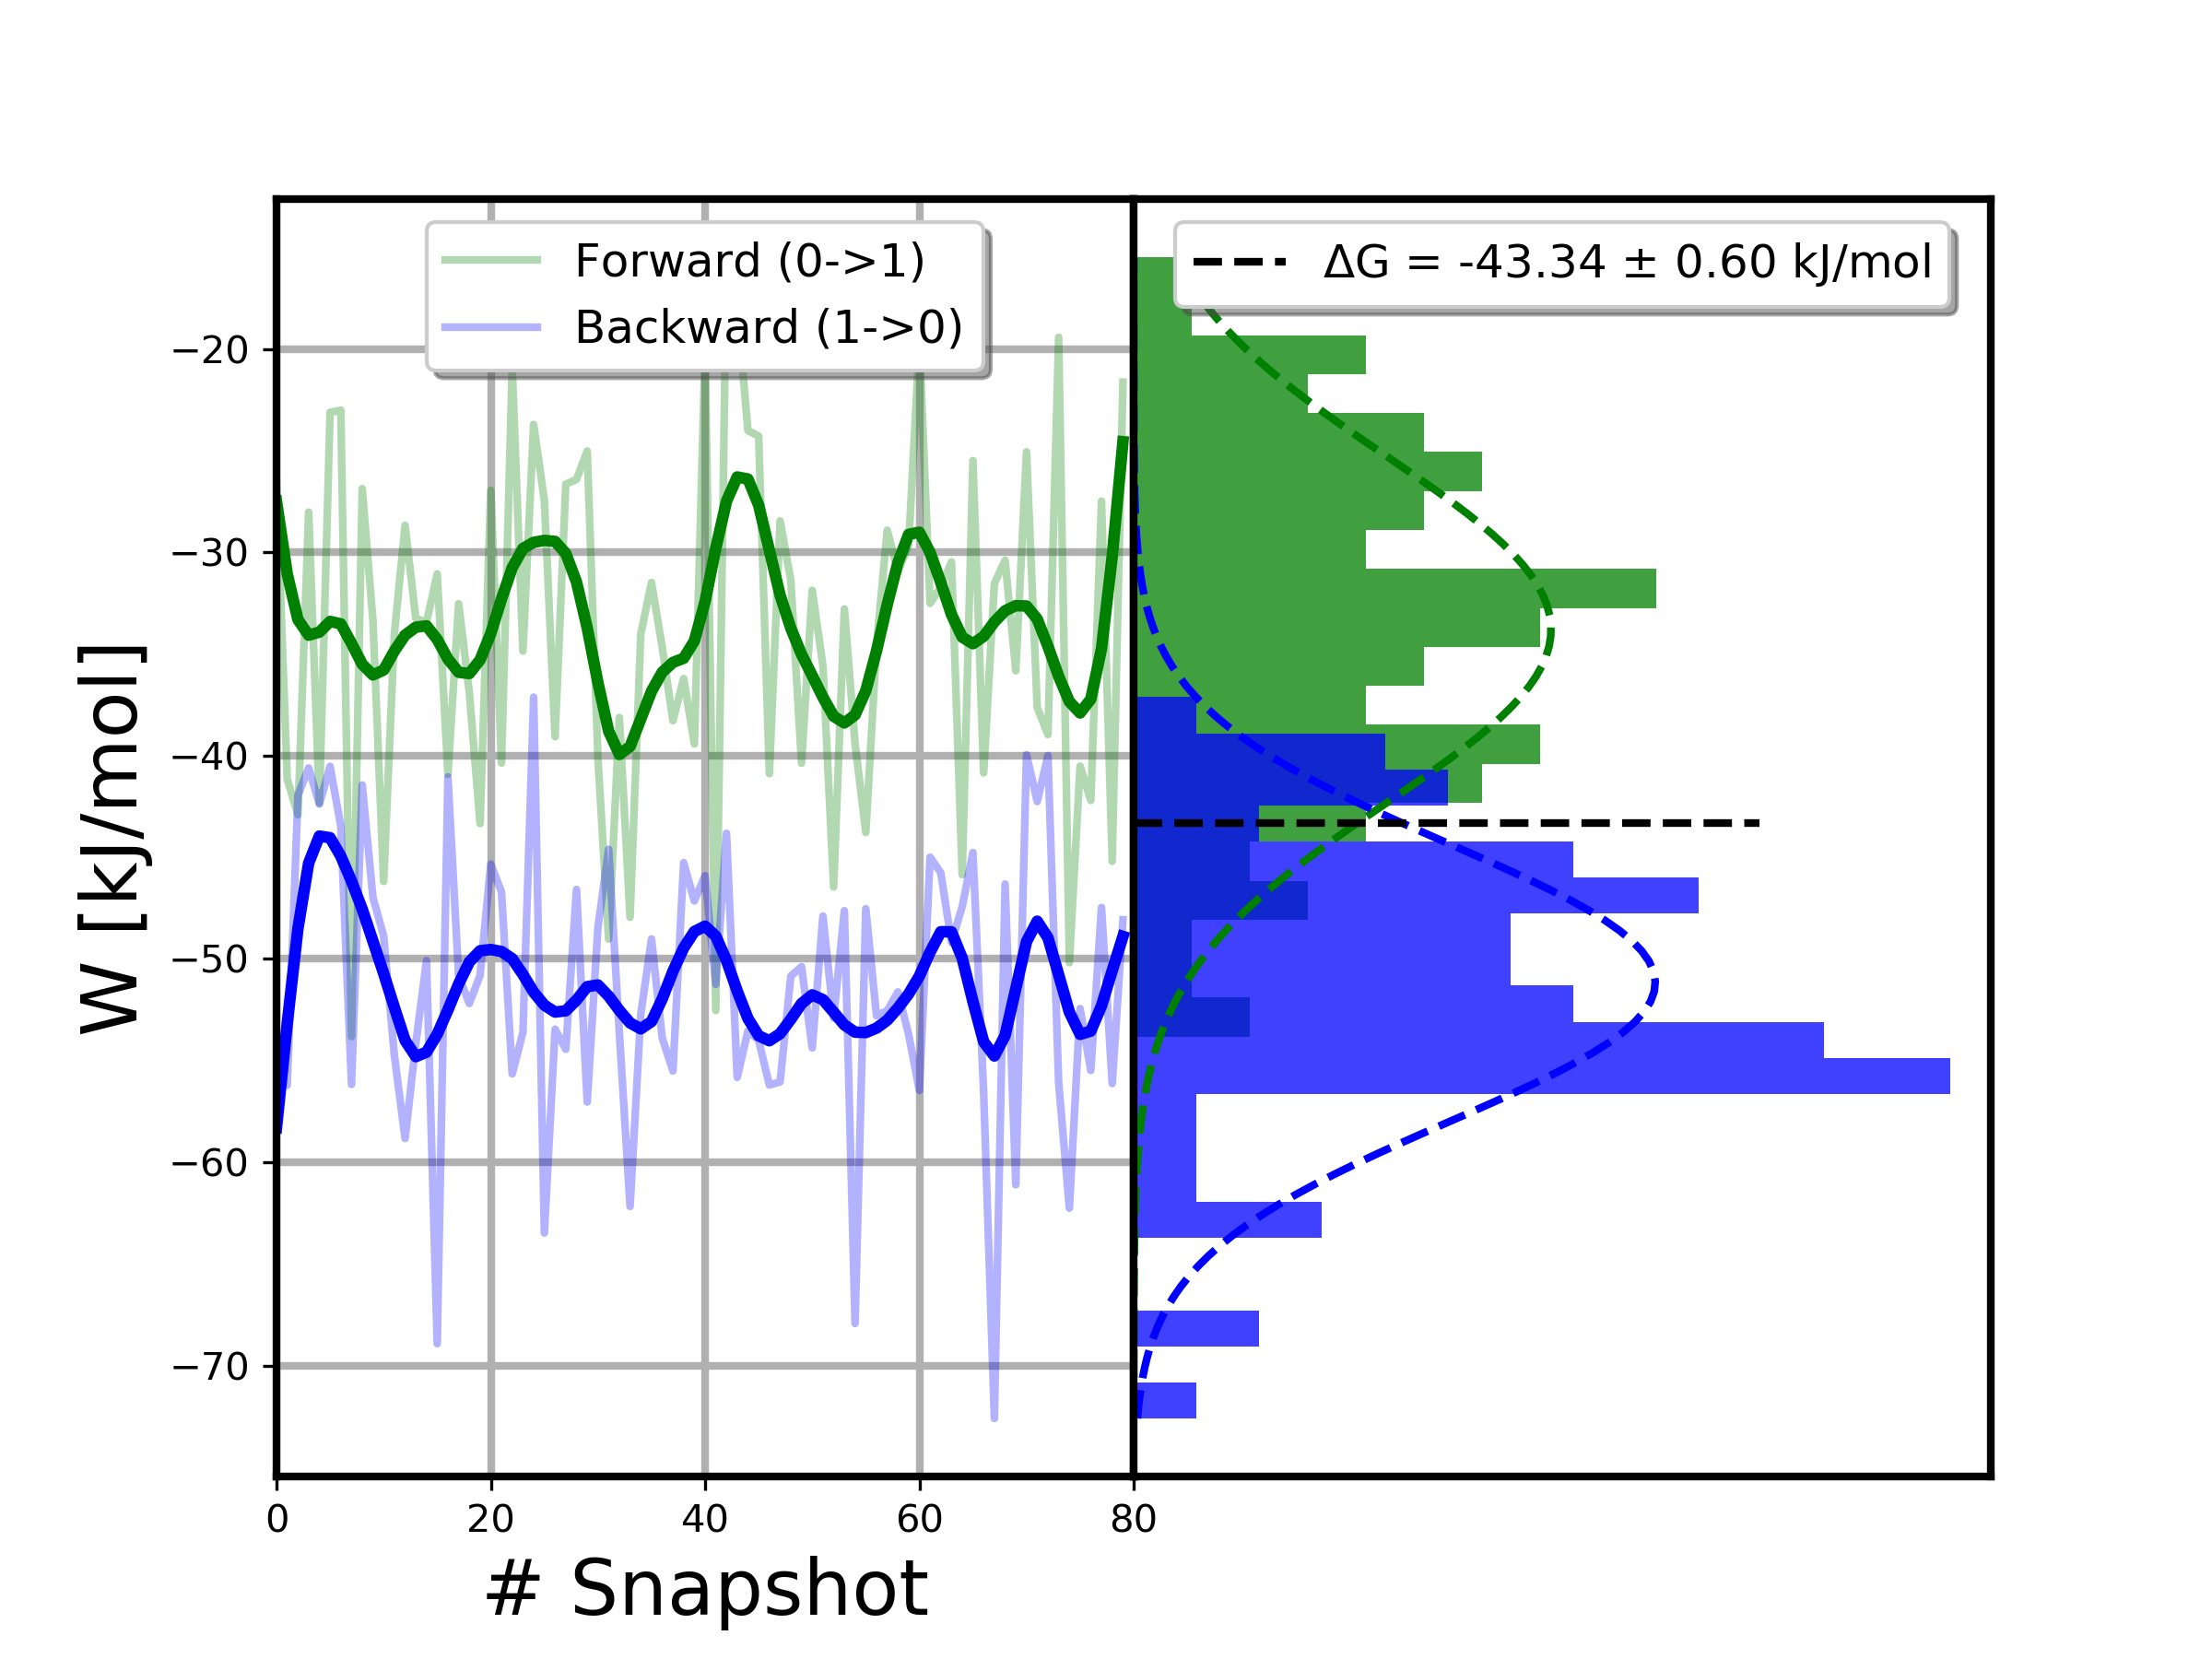 Forward (0->1)
Backward (1->0)
ΔG = -43.34 ± 0.60 kJ/mol
W [kJ/mol]
−20
−30
−40
−50
−60
−70
0 20 40 60 80
# Snapshot